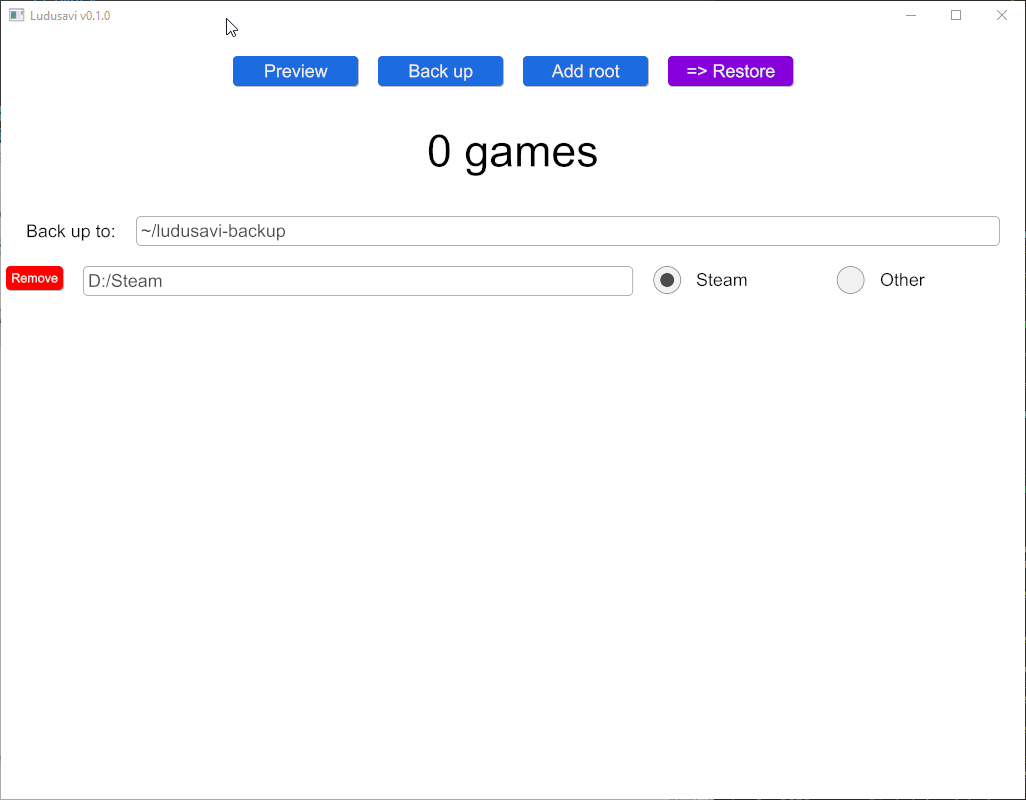 Ludusavi v0.1.0
Preview Back up Add root => Restore
0 games
Back up to: ~/ludusavi-backup
Remove D:/Steam Steam Other